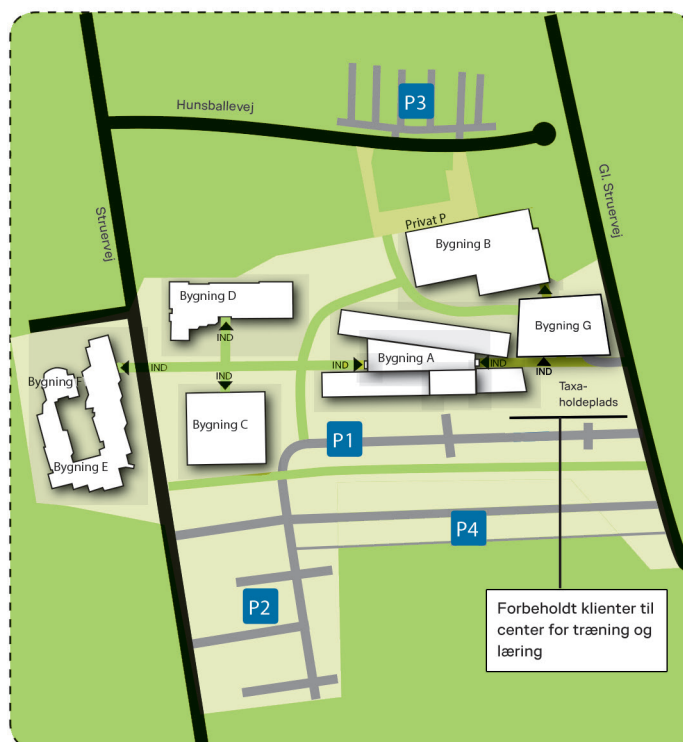 P3
Hunsballevej
Gl. Struervej
Struervej
Privat P
Bygning B
Bygning D
Bygning G
IND
IND
Bygning A
IND
IND
IND
IND
Bygning F
Taxa-
holdeplads
Bygning C
P1
Bygning E
P4
P2
Forbeholdt klienter til
center for træning og
læring